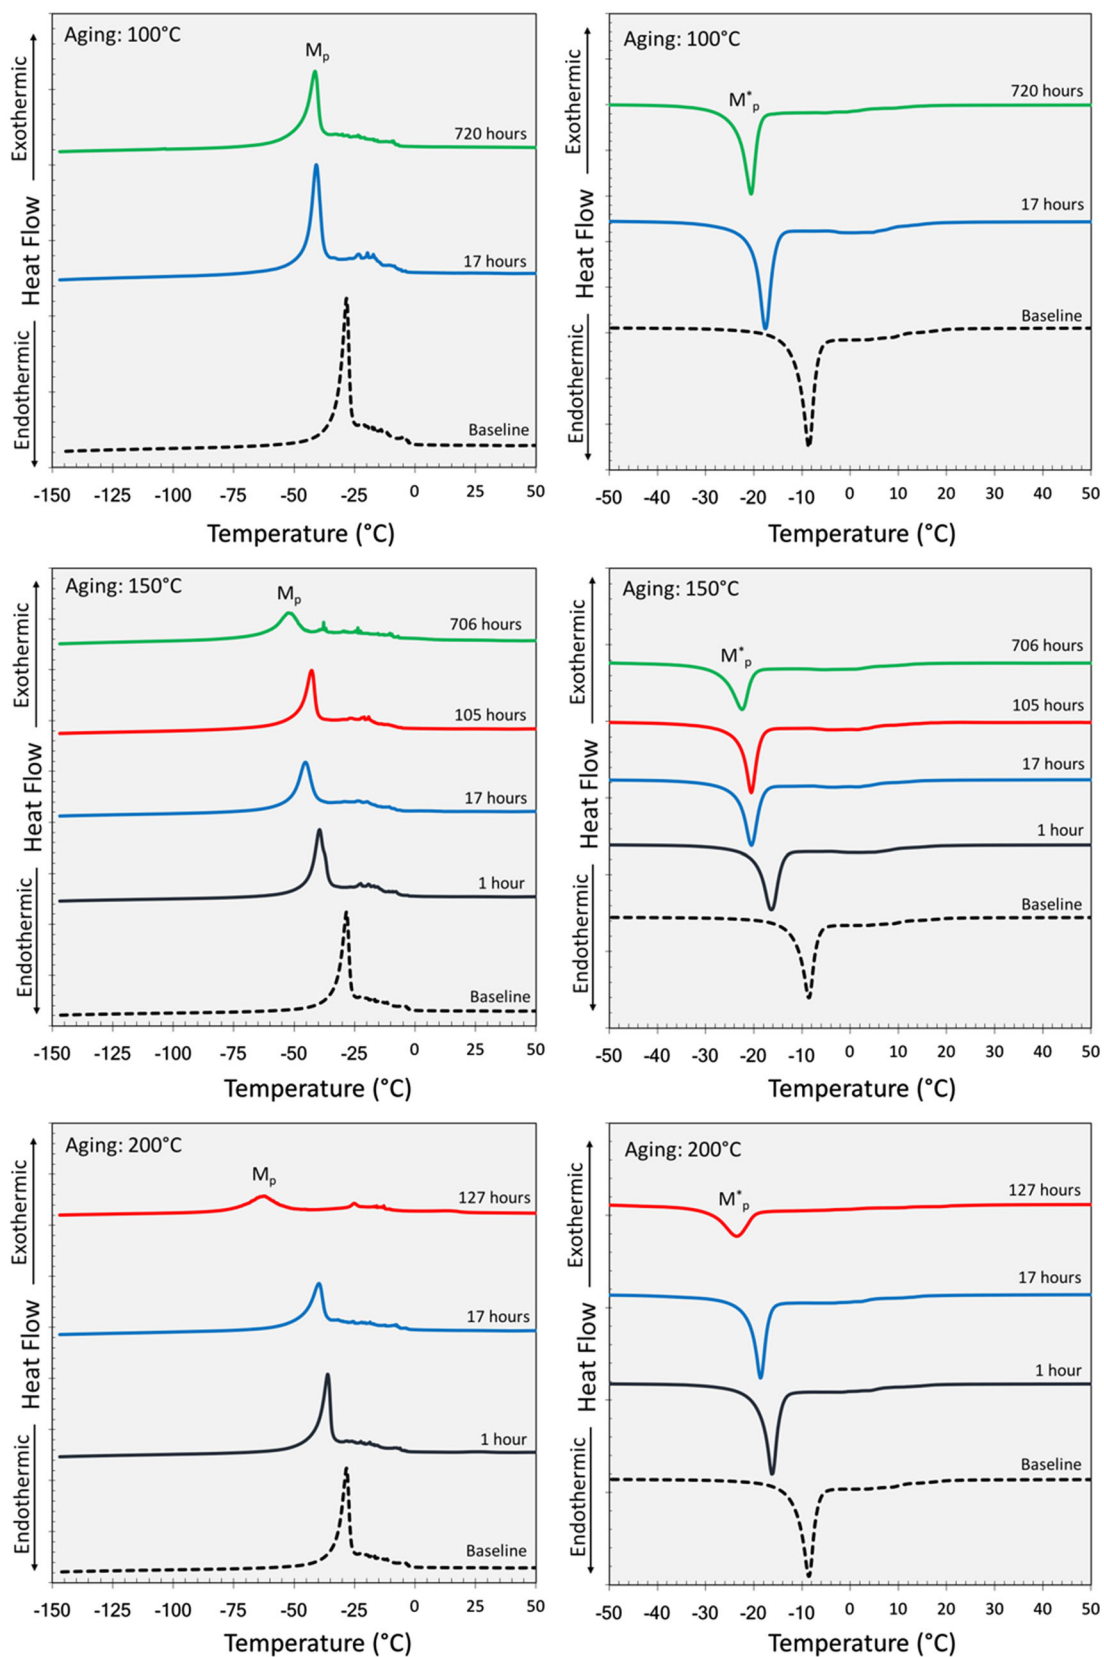 Aging: 100°C
Mp
720 hours
17 hours
Baseline
Exothermic
Heat Flow
Endothermic
-150 -125 -100 -75 -50 -25 0 25 50
Temperature (°C)
Aging: 100°C
M*p
720 hours
17 hours
Baseline
Exothermic
Heat Flow
Endothermic
-50 -40 -30 -20 -10 0 10 20 30 40 50
Temperature (°C)
Aging: 150°C
Mp
706 hours
105 hours
17 hours
1 hour
Baseline
Exothermic
Heat Flow
Endothermic
-150 -125 -100 -75 -50 -25 0 25 50
Temperature (°C)
Aging: 150°C
M*p
706 hours
105 hours
17 hours
1 hour
Baseline
Exothermic
Heat Flow
Endothermic
-50 -40 -30 -20 -10 0 10 20 30 40 50
Temperature (°C)
Aging: 200°C
Mp
127 hours
17 hours
1 hour
Baseline
Exothermic
Heat Flow
Endothermic
-150 -125 -100 -75 -50 -25 0 25 50
Temperature (°C)
Aging: 200°C
M*p
127 hours
17 hours
1 hour
Baseline
Exothermic
Heat Flow
Endothermic
-50 -40 -30 -20 -10 0 10 20 30 40 50
Temperature (°C)